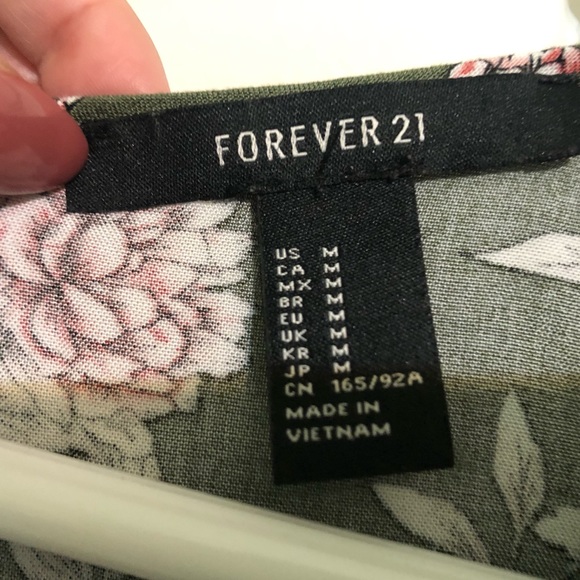 FOREVER 21
US M
CA M
MX M
BR M
EU M
UK M
KR M
JP M
CN 165/92A
MADE IN
VIETNAM